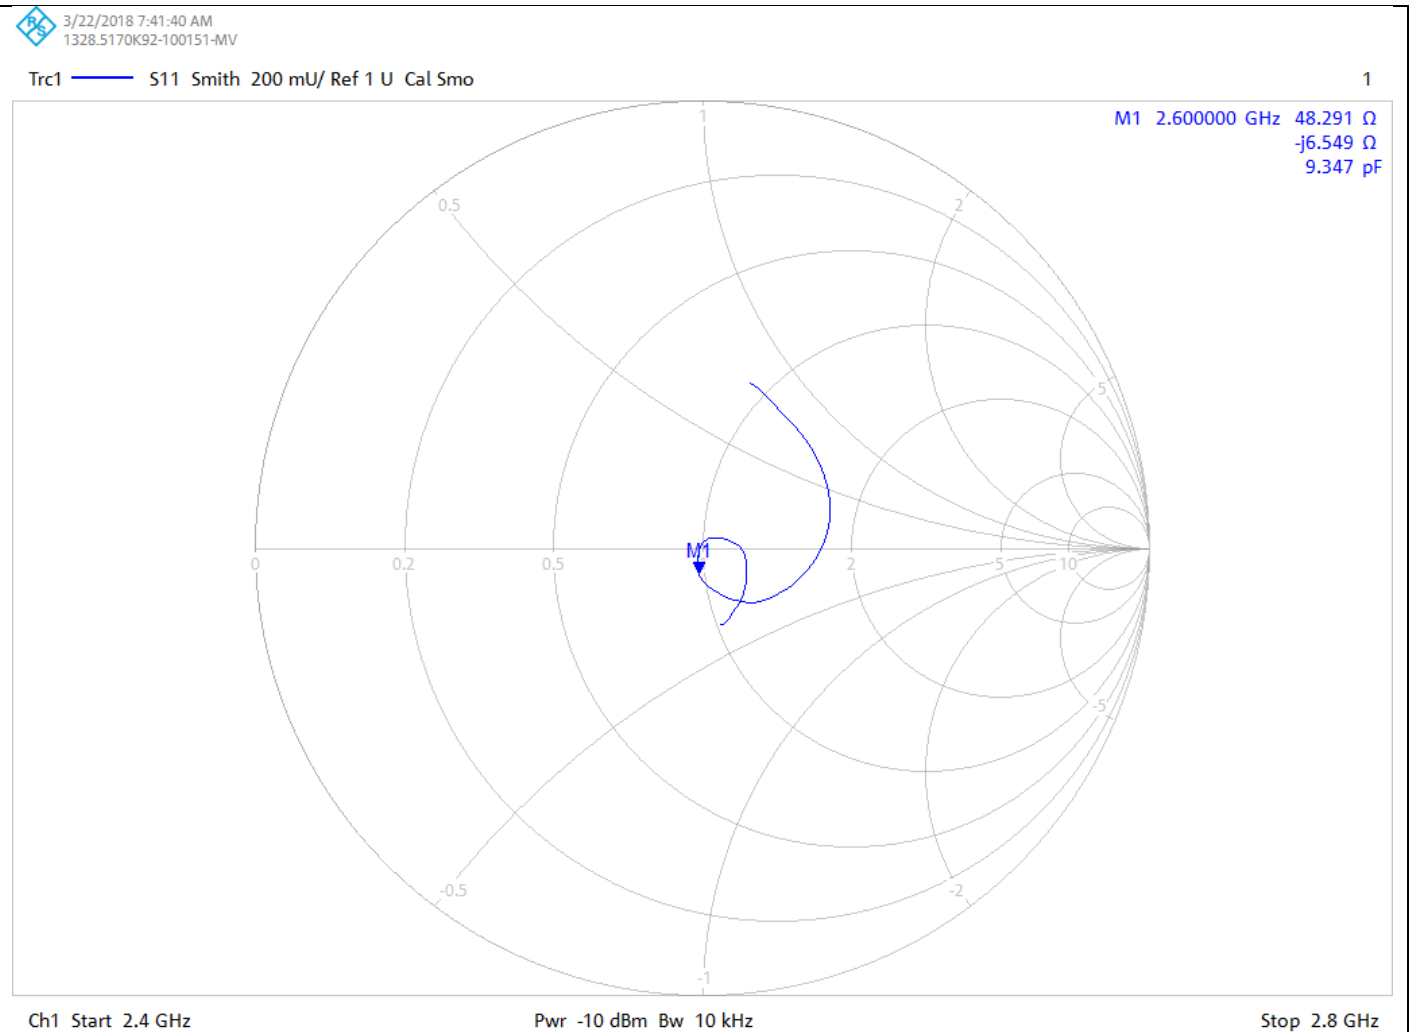 R&S
3/22/2018 7:41:40 AM
1328.5170K92-100151-MV
Trc1 S11 Smith 200 mU/ Ref 1 U Cal Smo 1
M1 2.600000 GHz 48.291 Ω
-j6.549 Ω
9.347 pF
1
0.5 2
5
M1
0 0.2 0.5 2 5 10
-5
-0.5 -2
-1
Ch1 Start 2.4 GHz Pwr -10 dBm Bw 10 kHz Stop 2.8 GHz